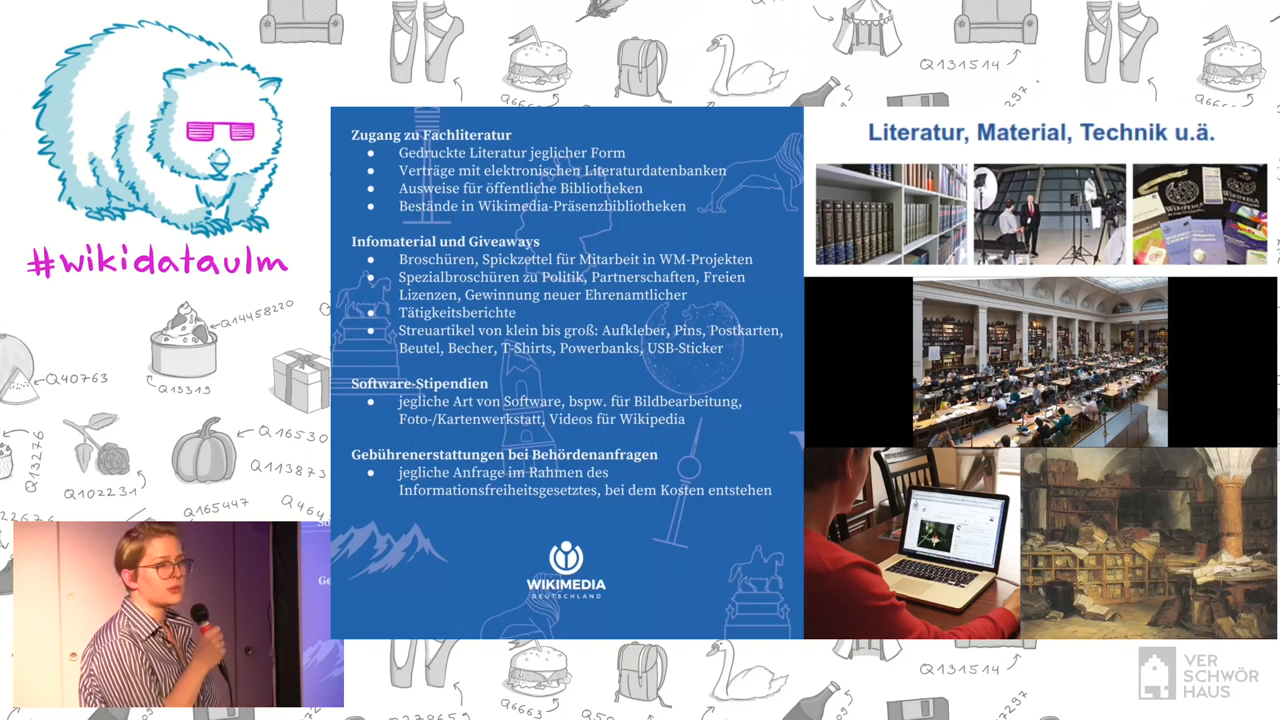 #wikidataulm
Q131514
Q14458220
Q13319
Q40763
Q16530
Q13276
Q102231
Q113873
Q165447
Zugang zu Fachliteratur
● Gedruckte Literatur jeglicher Form
● Verträge mit elektronischen Literaturdatenbanken
● Ausweise für öffentliche Bibliotheken
● Bestände in Wikimedia-Präsenzbibliotheken
Infomaterial und Giveaways
● Broschüren, Spickzettel für Mitarbeit in WM-Projekten
● Spezialbroschüren zu Politik, Partnerschaften, Freien
Lizenzen, Gewinnung neuer Ehrenamtlicher
● Tätigkeitsberichte
● Streuartikel von klein bis groß: Aufkleber, Pins, Postkarten,
Beutel, Becher, T-Shirts, Powerbanks, USB-Sticker
Software-Stipendien
● jegliche Art von Software, bspw. für Bildbearbeitung,
Foto-/Kartenwerkstatt, Videos für Wikipedia
Gebührenerstattungen bei Behördenanfragen
● jegliche Anfrage im Rahmen des
Informationsfreiheitsgesetztes, bei dem Kosten entstehen
WIKIMEDIA
DEUTSCHLAND
Literatur, Material, Technik u.ä.
WIKIPEDIA
Q6663
Q131514
VER
SCHWÖR
HAUS